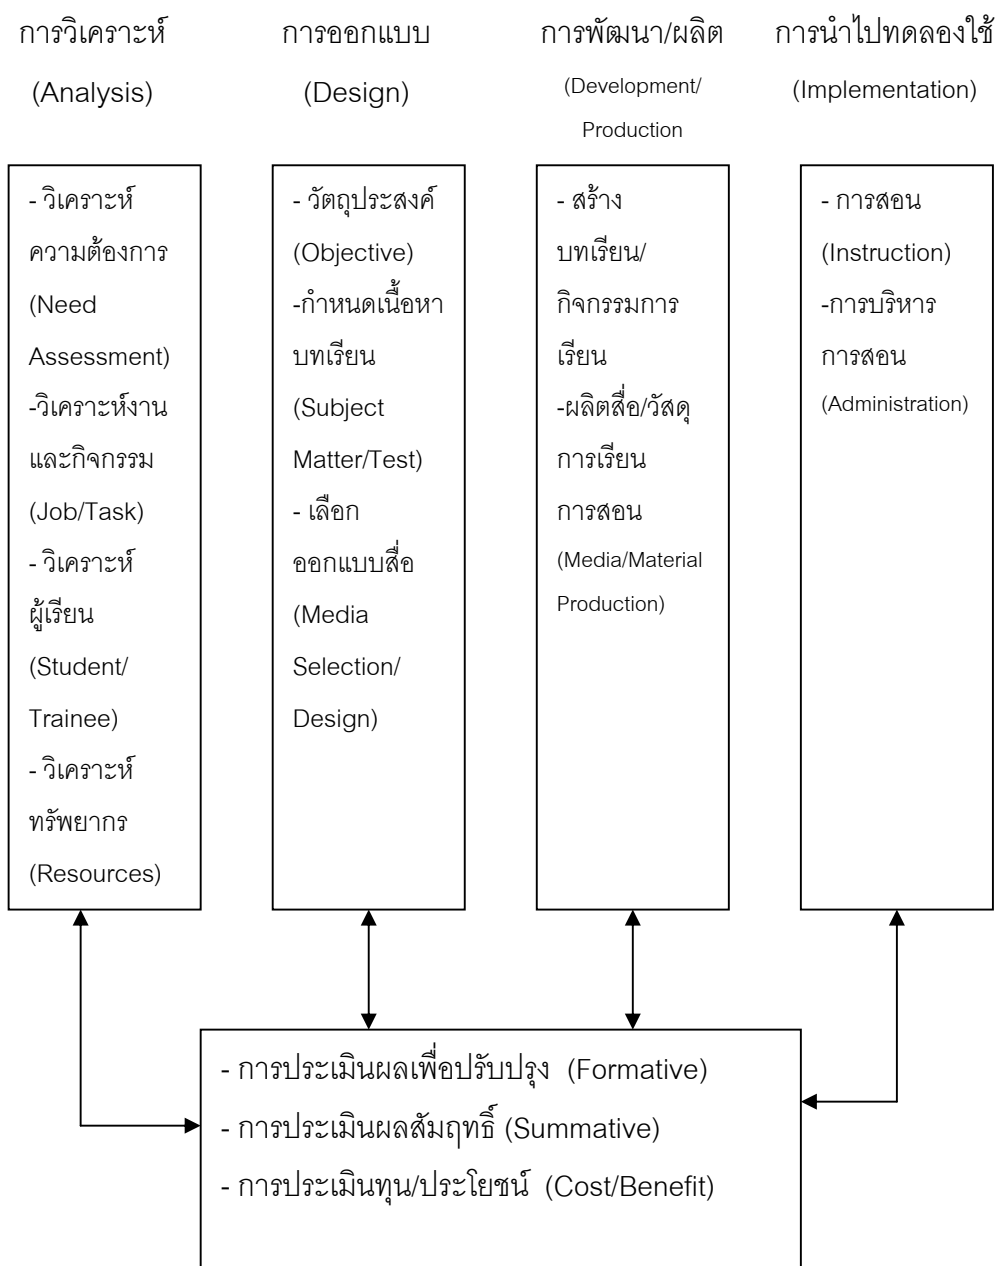 การวิเคราะห์
(Analysis)
การออกแบบ
(Design)
การพัฒนา/ผลิต
(Development/
Production
การนำไปทดลองใช้
(Implementation)
- วิเคราะห์
ความต้องการ
(Need
Assessment)
-วิเคราะห์งาน
และกิจกรรม
(Job/Task)
- วิเคราะห์
ผู้เรียน
(Student/
Trainee)
- วิเคราะห์
ทรัพยากร
(Resources)
- วัตถุประสงค์
(Objective)
-กำหนดเนื้อหา
บทเรียน
(Subject
Matter/Test)
- เลือก
ออกแบบสื่อ
(Media
Selection/
Design)
- สร้าง
บทเรียน/
กิจกรรมการ
เรียน
-ผลิตสื่อ/วัสดุ
การเรียน
การสอน
(Media/Material
Production)
- การสอน
(Instruction)
-การบริหาร
การสอน
(Administration)
- การประเมินผลเพื่อปรับปรุง (Formative)
- การประเมินผลสัมฤทธิ์ (Summative)
- การประเมินทุน/ประโยชน์ (Cost/Benefit)